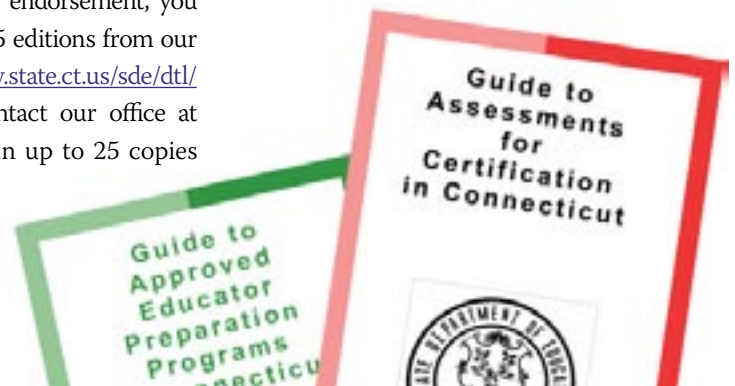 endorsement, you
5 editions from our
.state.ct.us/sde/dtl/
ntact our office at
n up to 25 copies
Guide to
Assessments
for
Certification
in Connecticut
Guide to
Approved
Educator
Preparation
Programs